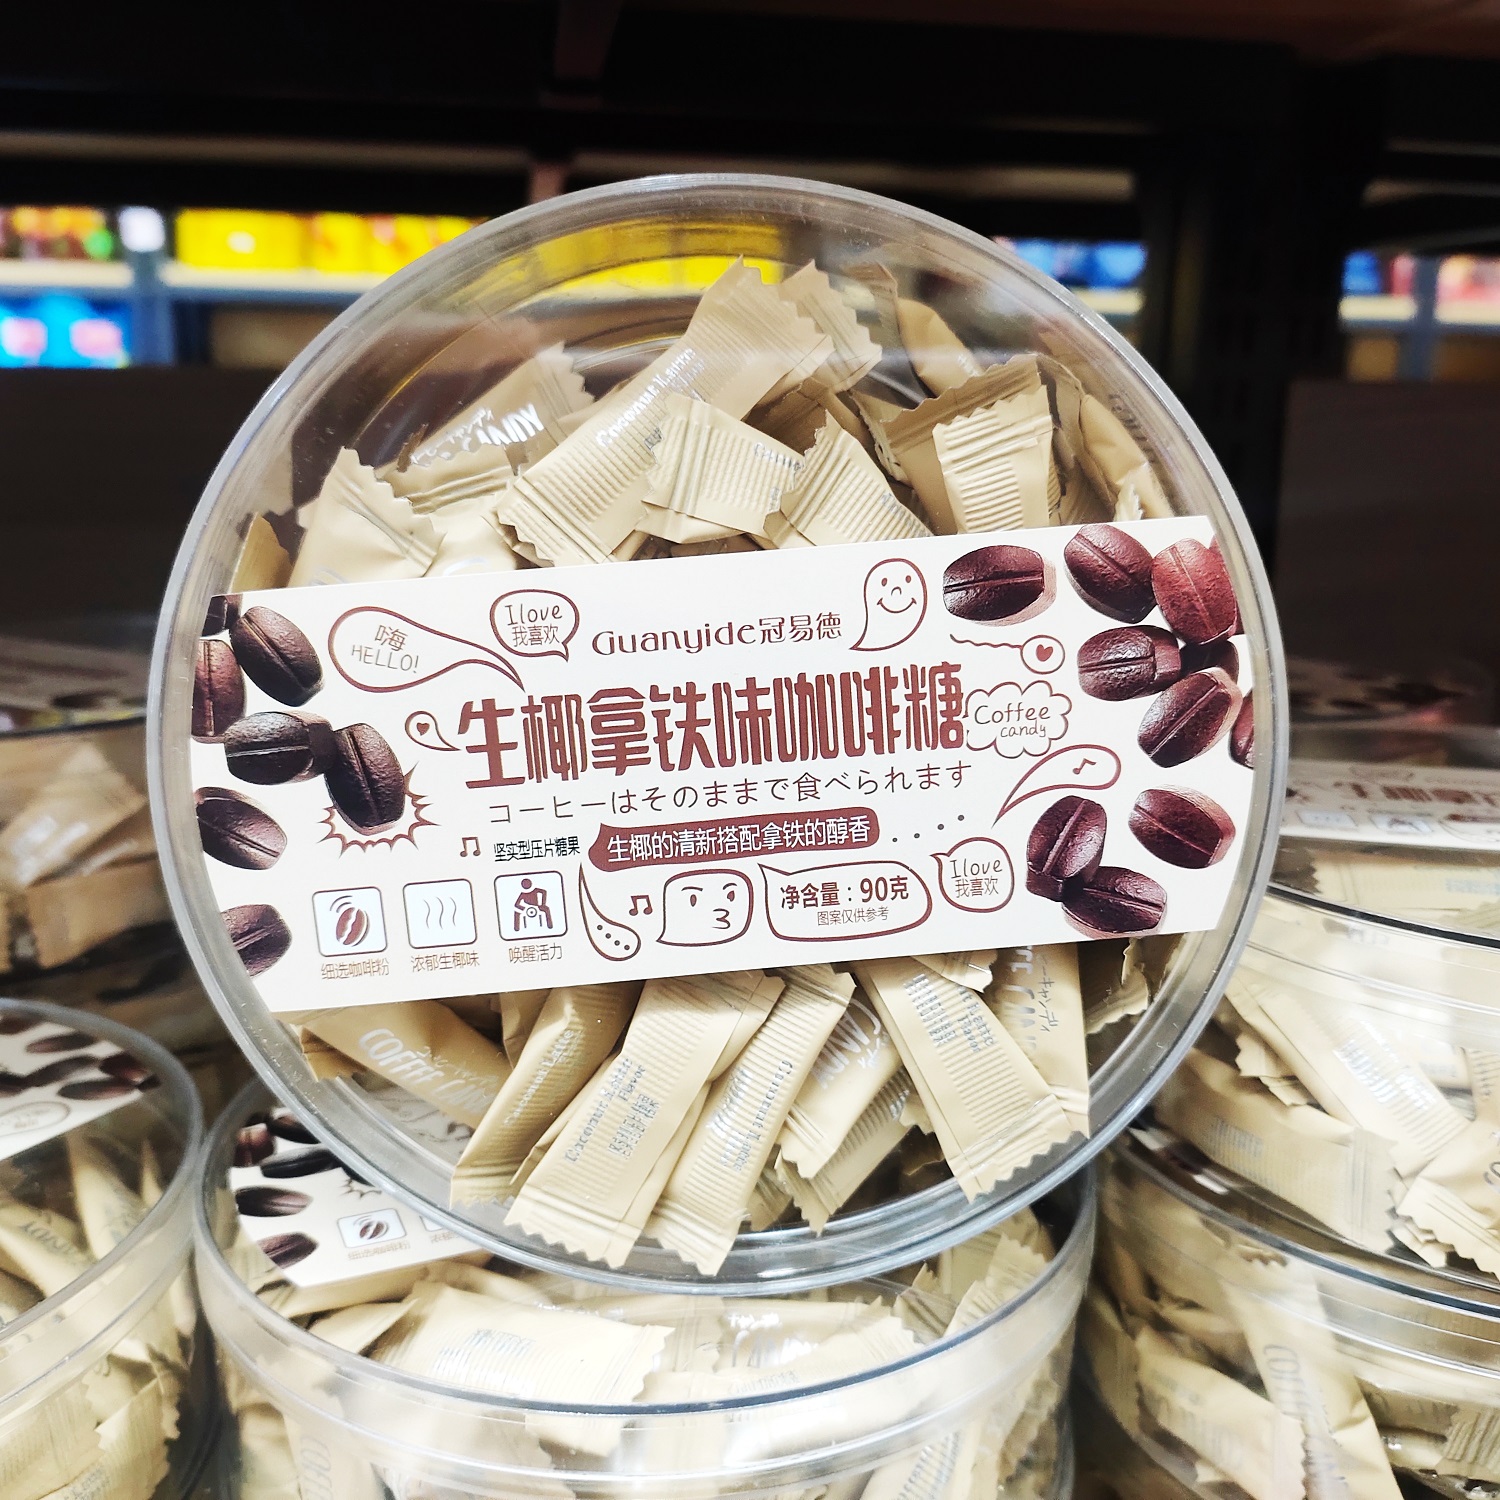 嗨
HELLO!
I love
我喜欢
Guanyide冠易德
生椰拿铁味咖啡糖
Coffee
candy
コーヒーはそのままで食べられます
坚实型压片糖果
生椰的清新搭配拿铁的醇香
净含量：90克
图案仅供参考
I love
我喜欢
细选咖啡粉
浓郁生椰味
唤醒活力
Coconut Latte
Flavor